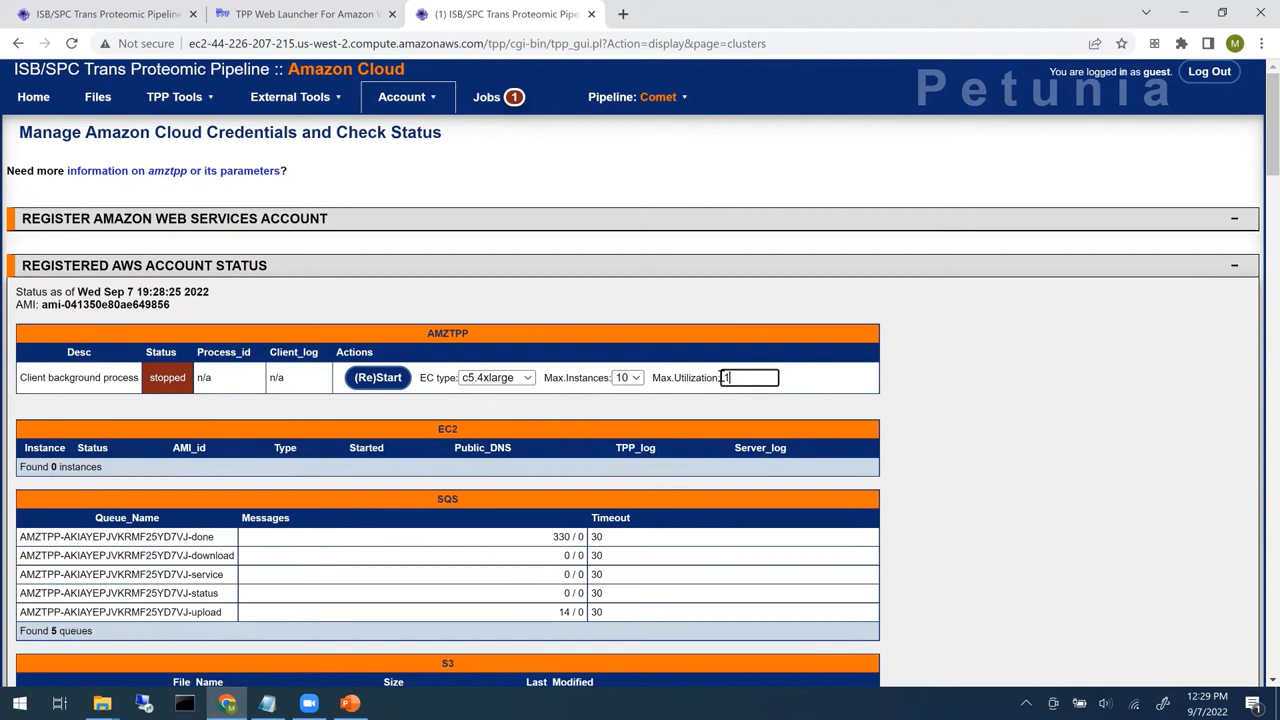 ISB/SPC Trans Proteomic Pipeline
TPP Web Launcher For Amazon W
(1) ISB/SPC Trans Proteomic Pipe
Not secure
ec2-44-226-207-215.us-west-2.compute.amazonaws.com/tpp/cgi-bin/tpp_gui.pl?Action=display&page=clusters
M
ISB/SPC Trans Proteomic Pipeline :: Amazon Cloud
Petunia
You are logged in as guest.
Log Out
Home
Files
TPP Tools
External Tools
Account
Jobs 1
Pipeline: Comet
Manage Amazon Cloud Credentials and Check Status
Need more information on amztpp or its parameters?
REGISTER AMAZON WEB SERVICES ACCOUNT
REGISTERED AWS ACCOUNT STATUS
Status as of Wed Sep 7 19:28:25 2022
AMI: ami-041350e80ae649856
AMZTPP
Desc Status Process_id Client_log Actions
Client background process stopped n/a n/a (Re)Start EC type: c5.4xlarge Max.Instances: 10 Max.Utilization: 1
EC2
Instance Status AMI_id Type Started Public_DNS TPP_log Server_log
Found 0 instances
SQS
Queue_Name Messages Timeout
AMZTPP-AKIAYEPJVKRMF25YD7VJ-done 330 / 0 30
AMZTPP-AKIAYEPJVKRMF25YD7VJ-download 0 / 0 30
AMZTPP-AKIAYEPJVKRMF25YD7VJ-service 0 / 0 30
AMZTPP-AKIAYEPJVKRMF25YD7VJ-status 0 / 0 30
AMZTPP-AKIAYEPJVKRMF25YD7VJ-upload 14 / 0 30
Found 5 queues
S3
File_Name Size Last_Modified
12:29 PM
9/7/2022
1